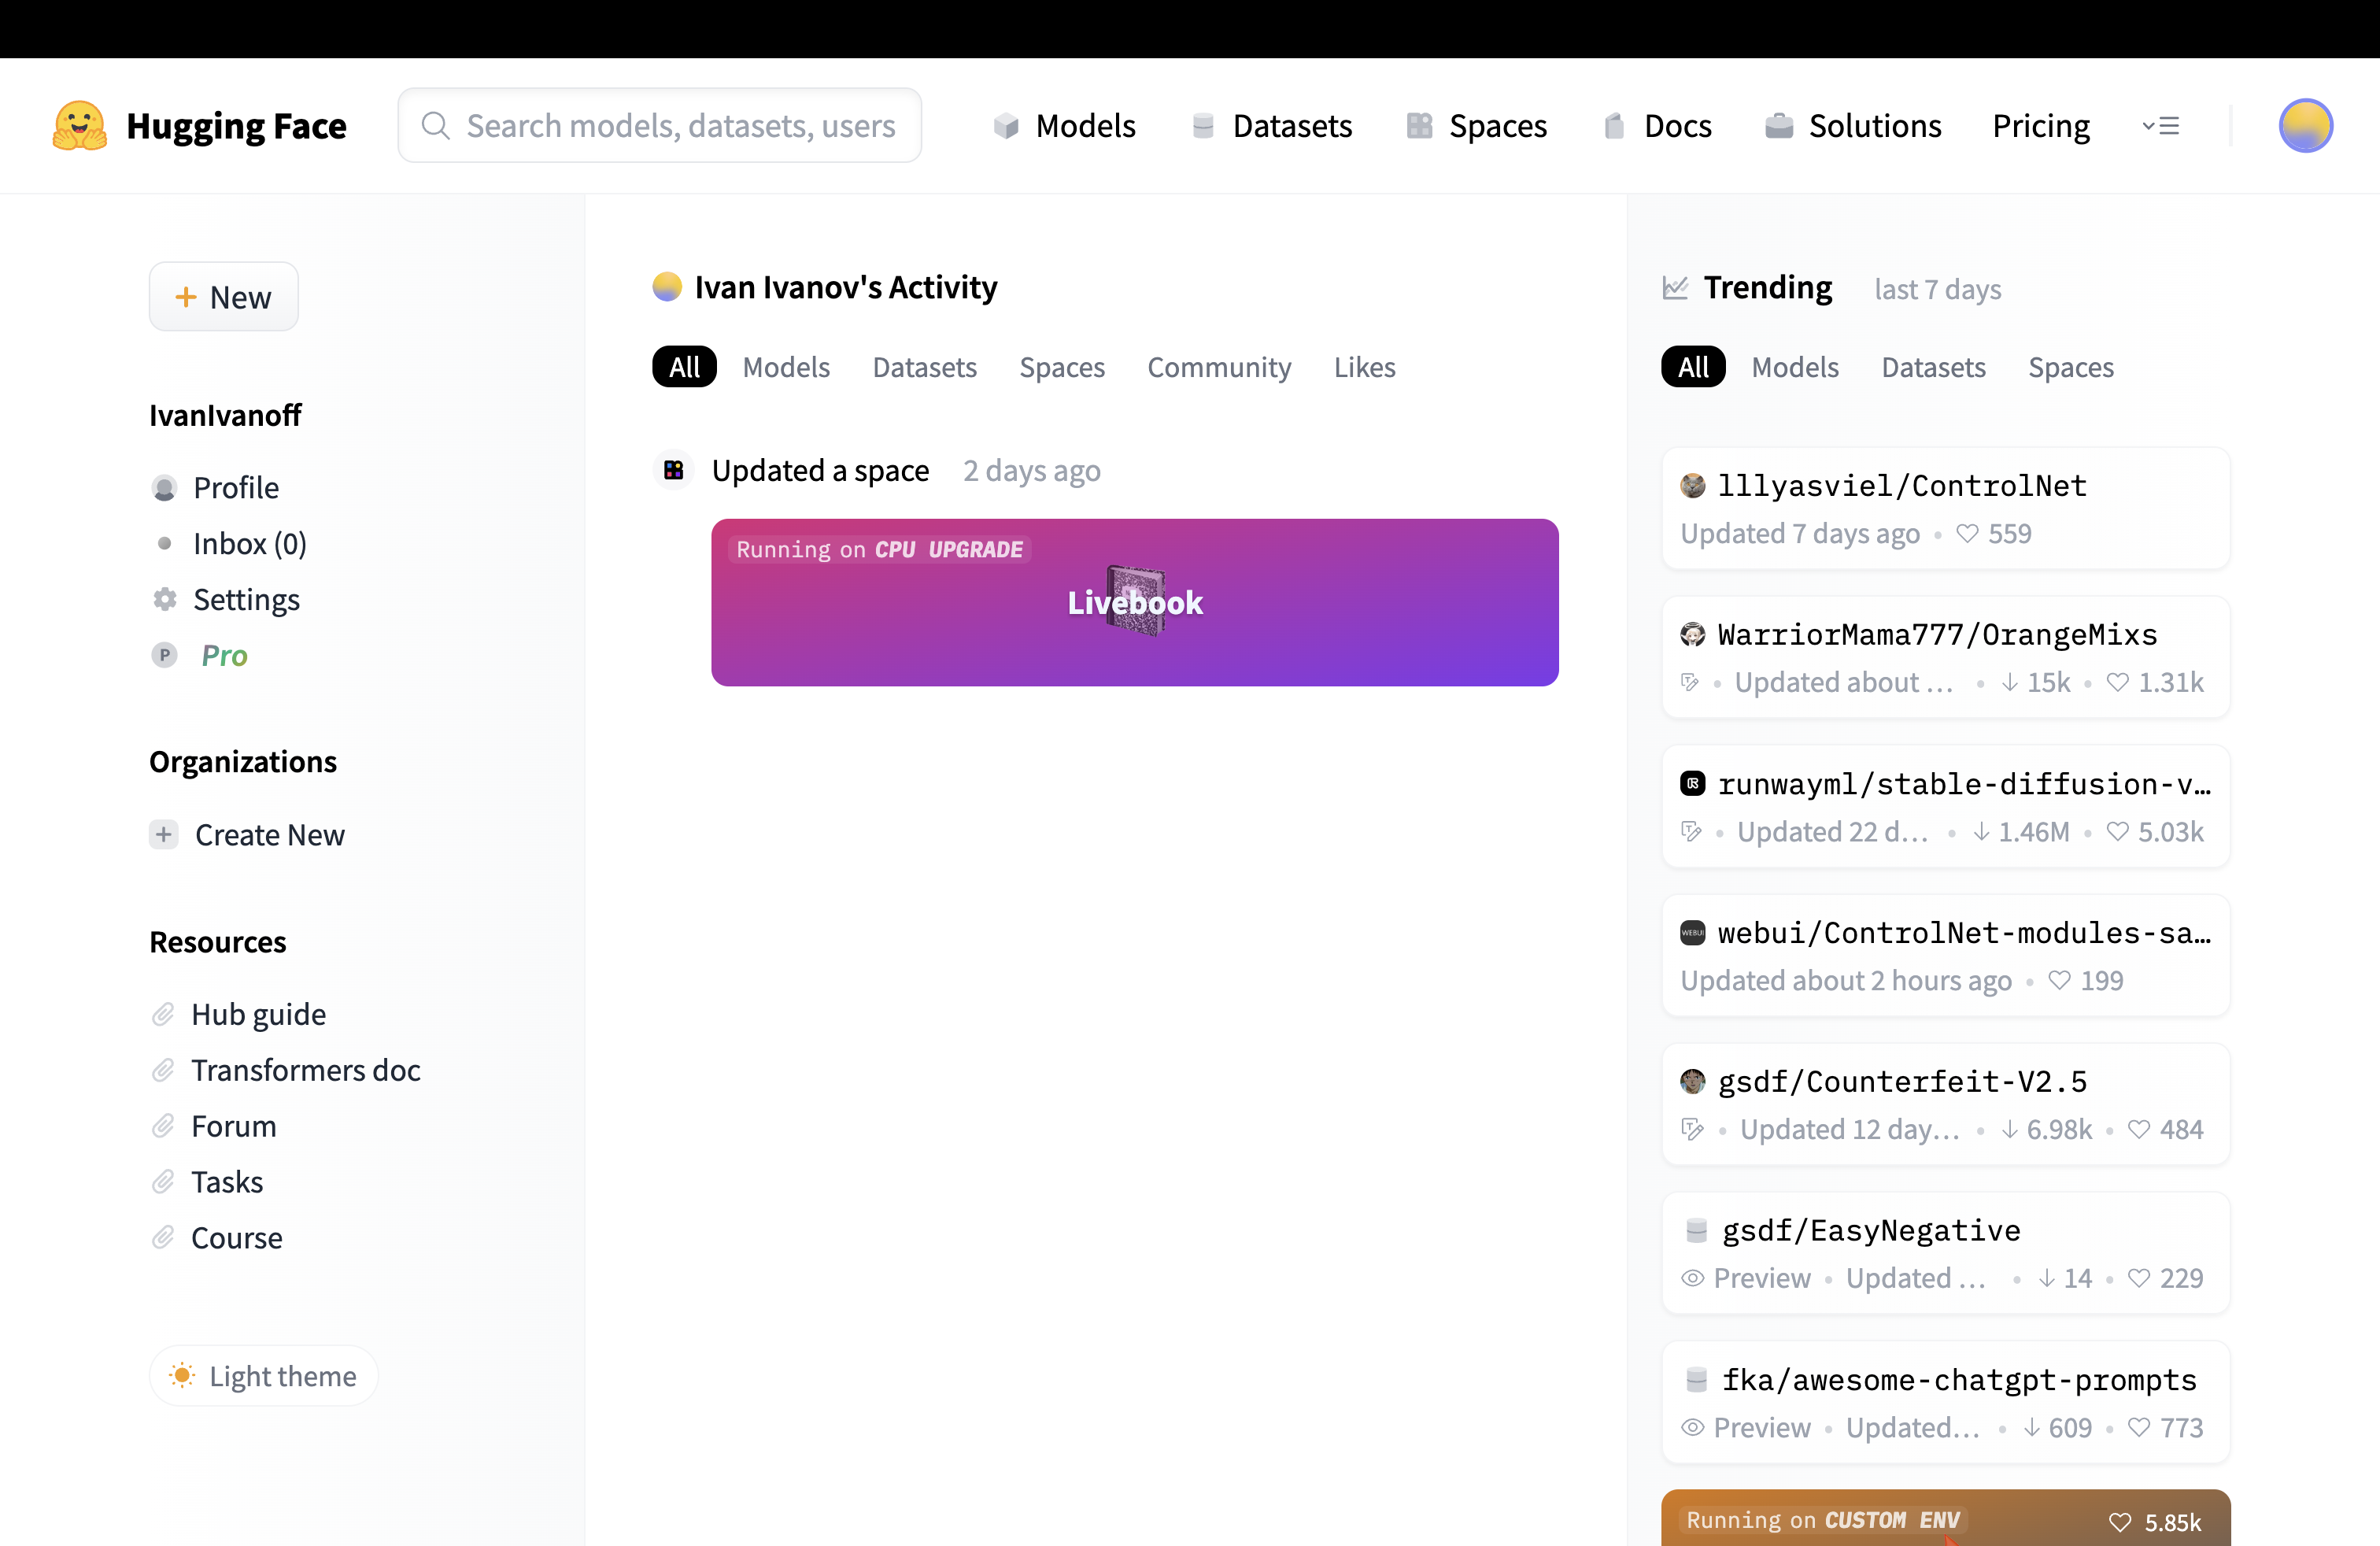 Hugging Face
Search models, datasets, users
Models
Datasets
Spaces
Docs
Solutions
Pricing
New
IvanIvanoff
Profile
Inbox (0)
Settings
P Pro
Organizations
Create New
Resources
Hub guide
Transformers doc
Forum
Tasks
Course
Light theme
Ivan Ivanov's Activity
All Models Datasets Spaces Community Likes
Updated a space 2 days ago
Running on CPU UPGRADE
Livebook
Trending last 7 days
All Models Datasets Spaces
lllyasviel/ControlNet
Updated 7 days ago • 559
WarriorMama777/OrangeMixs
• Updated about … • ↓ 15k • 1.31k
runwayml/stable-diffusion-v…
• Updated 22 d… • ↓ 1.46M • 5.03k
WEBUI webui/ControlNet-modules-sa…
Updated about 2 hours ago • 199
gsdf/Counterfeit-V2.5
• Updated 12 day… • ↓ 6.98k • 484
gsdf/EasyNegative
Preview • Updated … • ↓ 14 • 229
fka/awesome-chatgpt-prompts
Preview • Updated… • ↓ 609 • 773
Running on CUSTOM ENV 5.85k